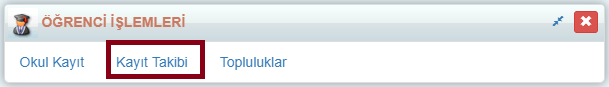 ÖĞRENCİ İŞLEMLERİ
Okul Kayıt Kayıt Takibi Topluluklar